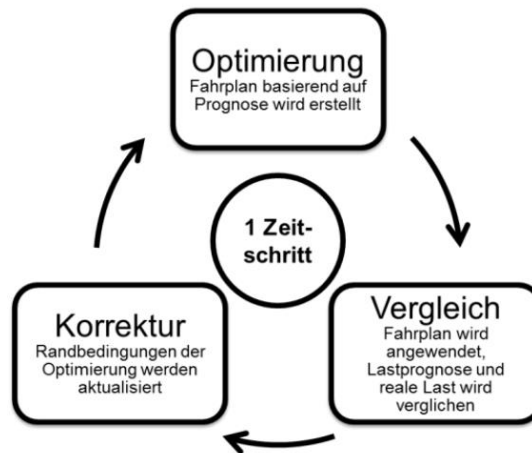 Optimierung
Fahrplan basierend auf
Prognose wird erstellt
1 Zeit-
schritt
Vergleich
Fahrplan wird
angewendet,
Lastprognose und
reale Last wird
verglichen
Korrektur
Randbedingungen der
Optimierung werden
aktualisiert